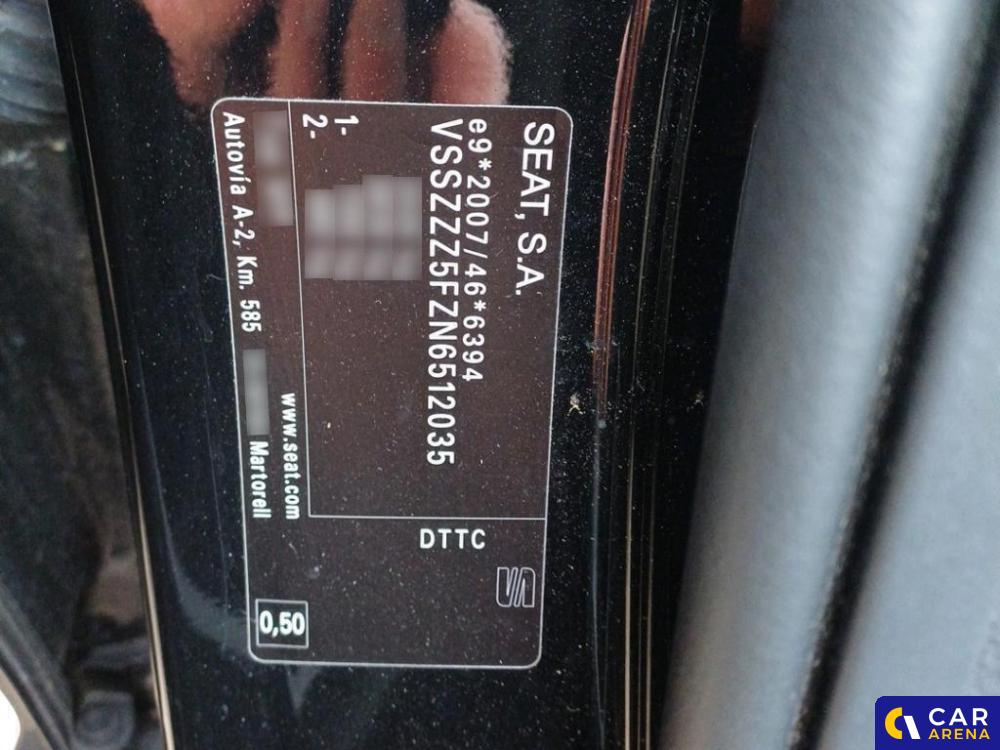 SEAT, S.A.
e9*2007/46*6394
VSSZZZ5FZN6512035
1-
2-
www.seat.com
Autovía A-2, Km. 585 Martorell
DTTC
0,50
CAR
ARENA